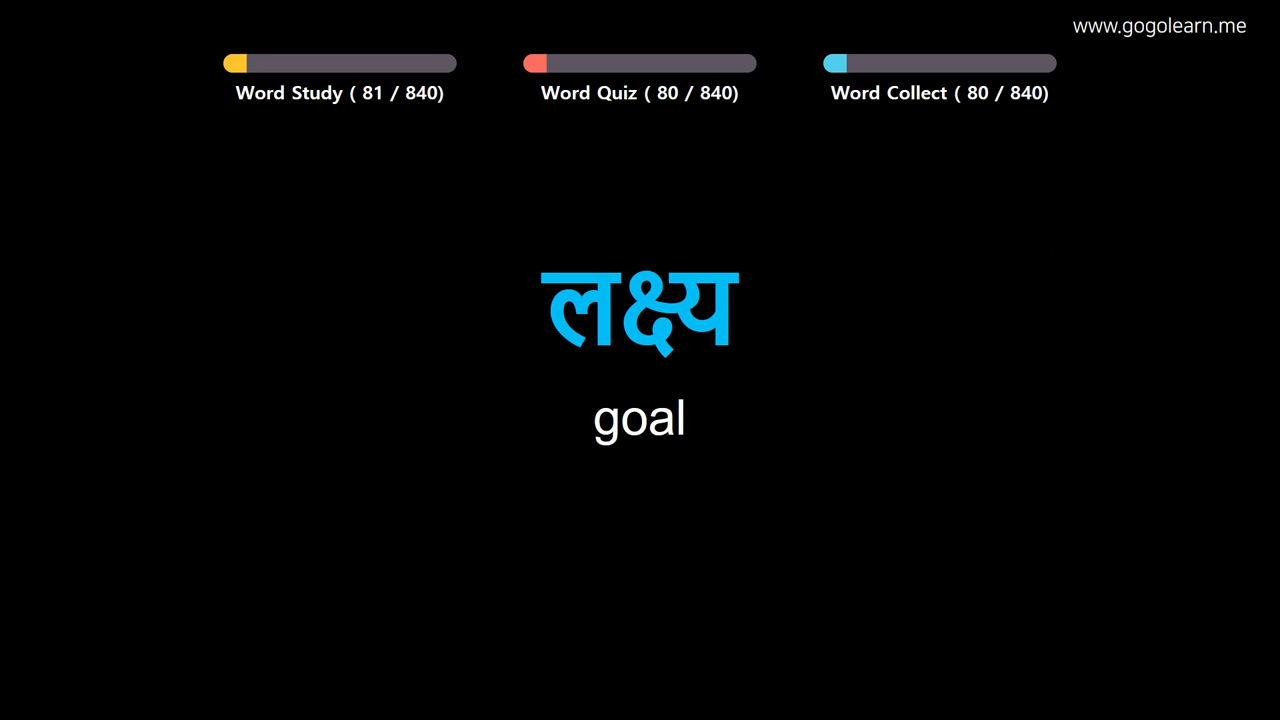 www.gogolearn.me
Word Study ( 81 / 840)
Word Quiz ( 80 / 840)
Word Collect ( 80 / 840)
लक्ष्य
goal